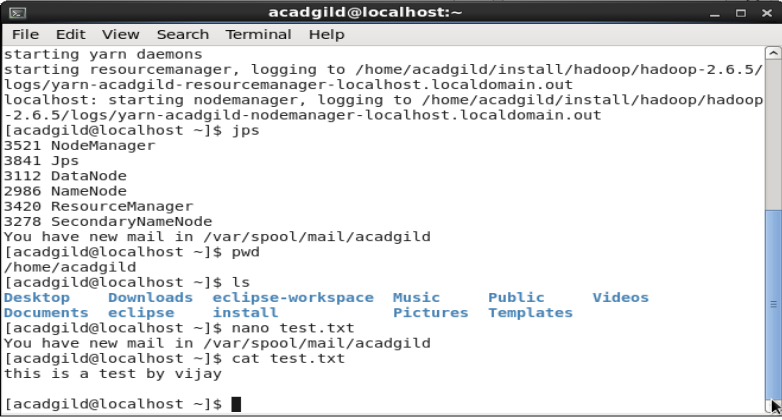 acadgild@localhost:~
File Edit View Search Terminal Help
starting yarn daemons
starting resourcemanager, logging to /home/acadgild/install/hadoop/hadoop-2.6.5/
logs/yarn-acadgild-resourcemanager-localhost.localdomain.out
localhost: starting nodemanager, logging to /home/acadgild/install/hadoop/hadoop
-2.6.5/logs/yarn-acadgild-nodemanager-localhost.localdomain.out
[acadgild@localhost ~]$ jps
3521 NodeManager
3841 Jps
3112 DataNode
2986 NameNode
3420 ResourceManager
3278 SecondaryNameNode
You have new mail in /var/spool/mail/acadgild
[acadgild@localhost ~]$ pwd
/home/acadgild
[acadgild@localhost ~]$ ls
Desktop Downloads eclipse-workspace Music Public Videos
Documents eclipse install Pictures Templates
[acadgild@localhost ~]$ nano test.txt
You have new mail in /var/spool/mail/acadgild
[acadgild@localhost ~]$ cat test.txt
this is a test by vijay
[acadgild@localhost ~]$